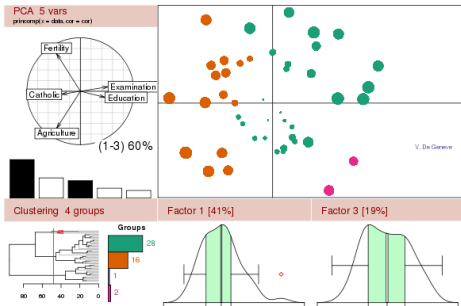 PCA 5 vars
princomp(x = data, cor = cor)
Fertility
Examination
Catholic
Education
Agriculture
(1-3) 60%
V. De Geneve
Clustering 4 groups
Factor 1 [41%]
Factor 3 [19%]
Groups
28
16
1
2
80 60 40 20 0